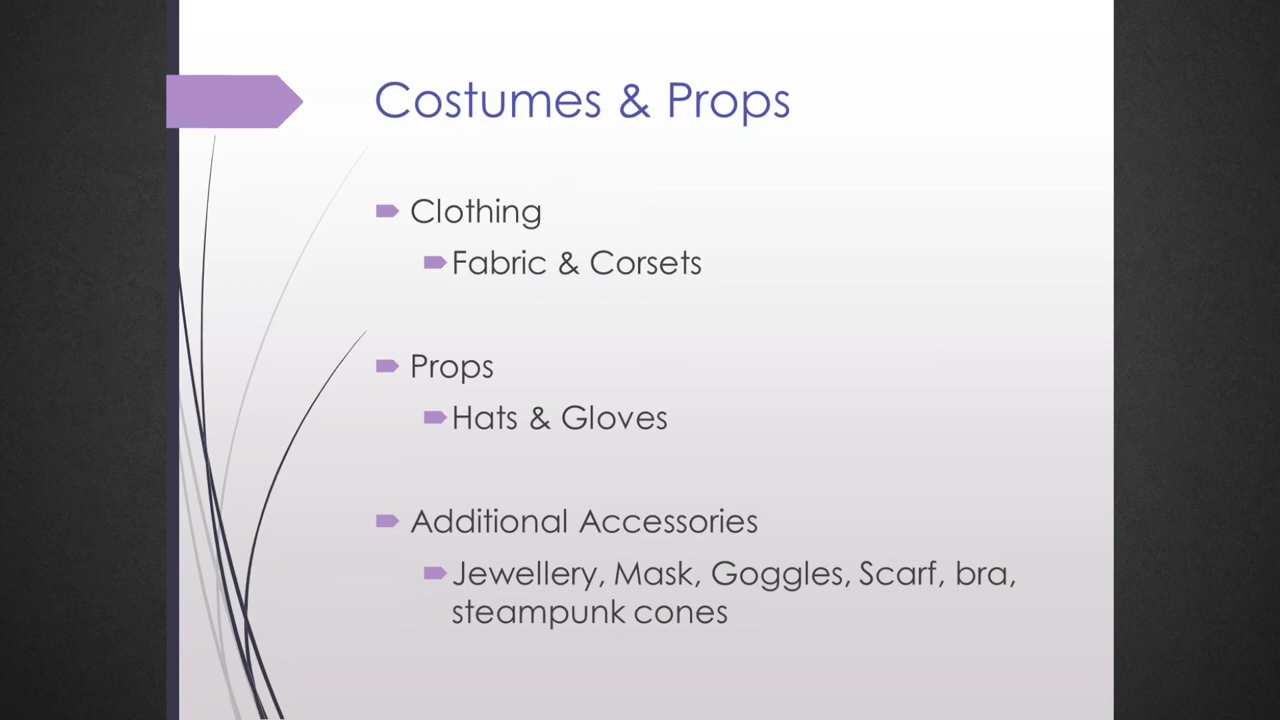 Costumes & Props
Clothing
Fabric & Corsets
Props
Hats & Gloves
Additional Accessories
Jewellery, Mask, Goggles, Scarf, bra,
steampunk cones